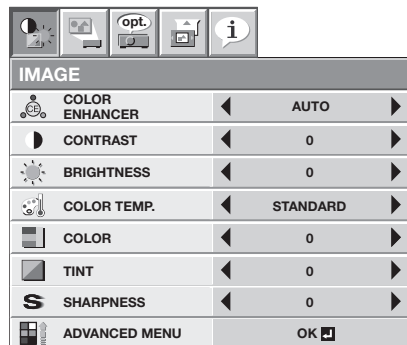 opt.
i
IMAGE
CE
COLOR
ENHANCER AUTO
CONTRAST 0
BRIGHTNESS 0
COLOR TEMP. STANDARD
COLOR 0
TINT 0
S SHARPNESS 0
ADVANCED MENU OK